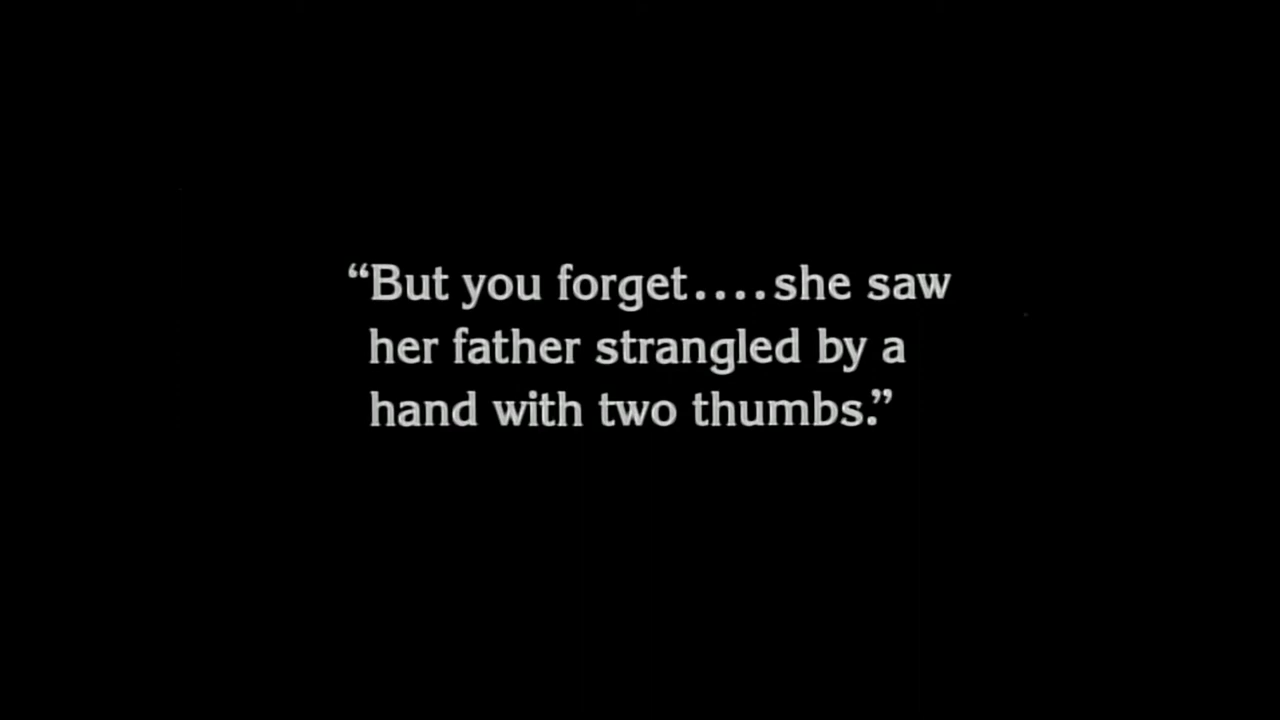 “But you forget....she saw
her father strangled by a
hand with two thumbs.”